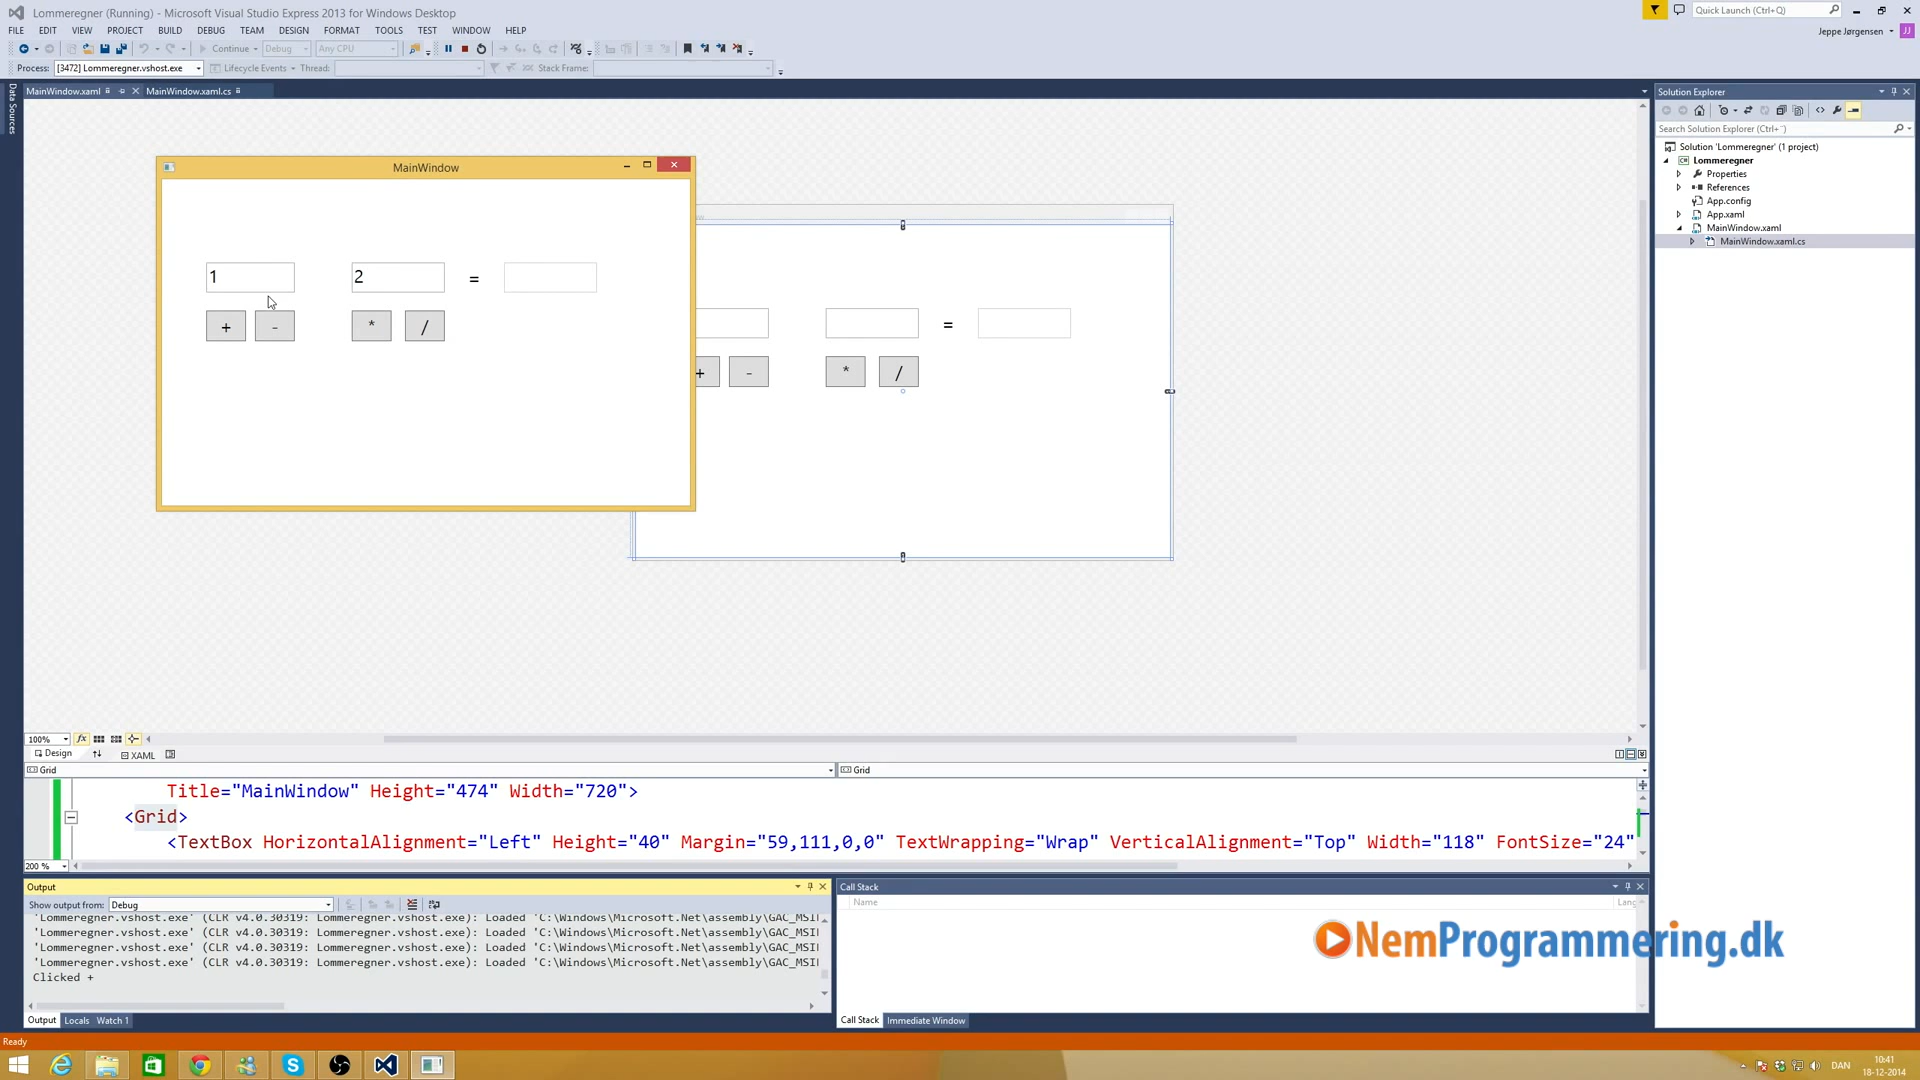 Lommeregner (Running) - Microsoft Visual Studio Express 2013 for Windows Desktop
Quick Launch (Ctrl+Q)
FILE EDIT VIEW PROJECT BUILD DEBUG TEAM DESIGN FORMAT TOOLS TEST WINDOW HELP
Jeppe Jørgensen
JJ
Continue Debug Any CPU
Process: [3472] Lommeregner.vshost.exe Lifecycle Events Thread: Stack Frame:
Data Sources
MainWindow.xaml MainWindow.xaml.cs
Solution Explorer
Search Solution Explorer (Ctrl+¨)
Solution 'Lommeregner' (1 project)
Lommeregner
Properties
References
App.config
App.xaml
MainWindow.xaml
MainWindow.xaml.cs
MainWindow
1 2 =
+ - * /
=
+ - * /
100%
Design XAML
Grid Grid
Title="MainWindow" Height="474" Width="720">
<Grid>
<TextBox HorizontalAlignment="Left" Height="40" Margin="59,111,0,0" TextWrapping="Wrap" VerticalAlignment="Top" Width="118" FontSize="24"
200 %
Output
Show output from: Debug
'Lommeregner.vshost.exe' (CLR v4.0.30319: Lommeregner.vshost.exe): Loaded 'C:\Windows\Microsoft.Net\assembly\GAC_MSI
'Lommeregner.vshost.exe' (CLR v4.0.30319: Lommeregner.vshost.exe): Loaded 'C:\Windows\Microsoft.Net\assembly\GAC_MSI
'Lommeregner.vshost.exe' (CLR v4.0.30319: Lommeregner.vshost.exe): Loaded 'C:\Windows\Microsoft.Net\assembly\GAC_MSI
'Lommeregner.vshost.exe' (CLR v4.0.30319: Lommeregner.vshost.exe): Loaded 'C:\Windows\Microsoft.Net\assembly\GAC_MSI
Clicked +
Output Locals Watch 1
Call Stack
Name Lang
Call Stack Immediate Window
NemProgrammering.dk
Ready
DAN
10:41
18-12-2014